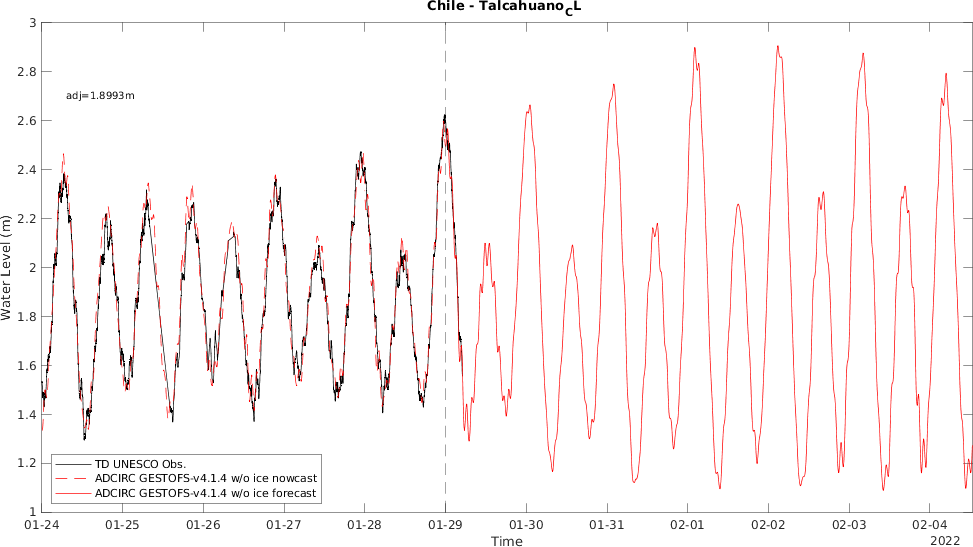 Chile - Talcahuano_CL
3
2.8
adj=1.8993m
2.6
2.4
2.2
2
1.8
1.6
1.4
1.2
1
Water Level (m)
TD UNESCO Obs.
ADCIRC GESTOFS-v4.1.4 w/o ice nowcast
ADCIRC GESTOFS-v4.1.4 w/o ice forecast
01-24 01-25 01-26 01-27 01-28 01-29 01-30 01-31 02-01 02-02 02-03 02-04
Time
2022